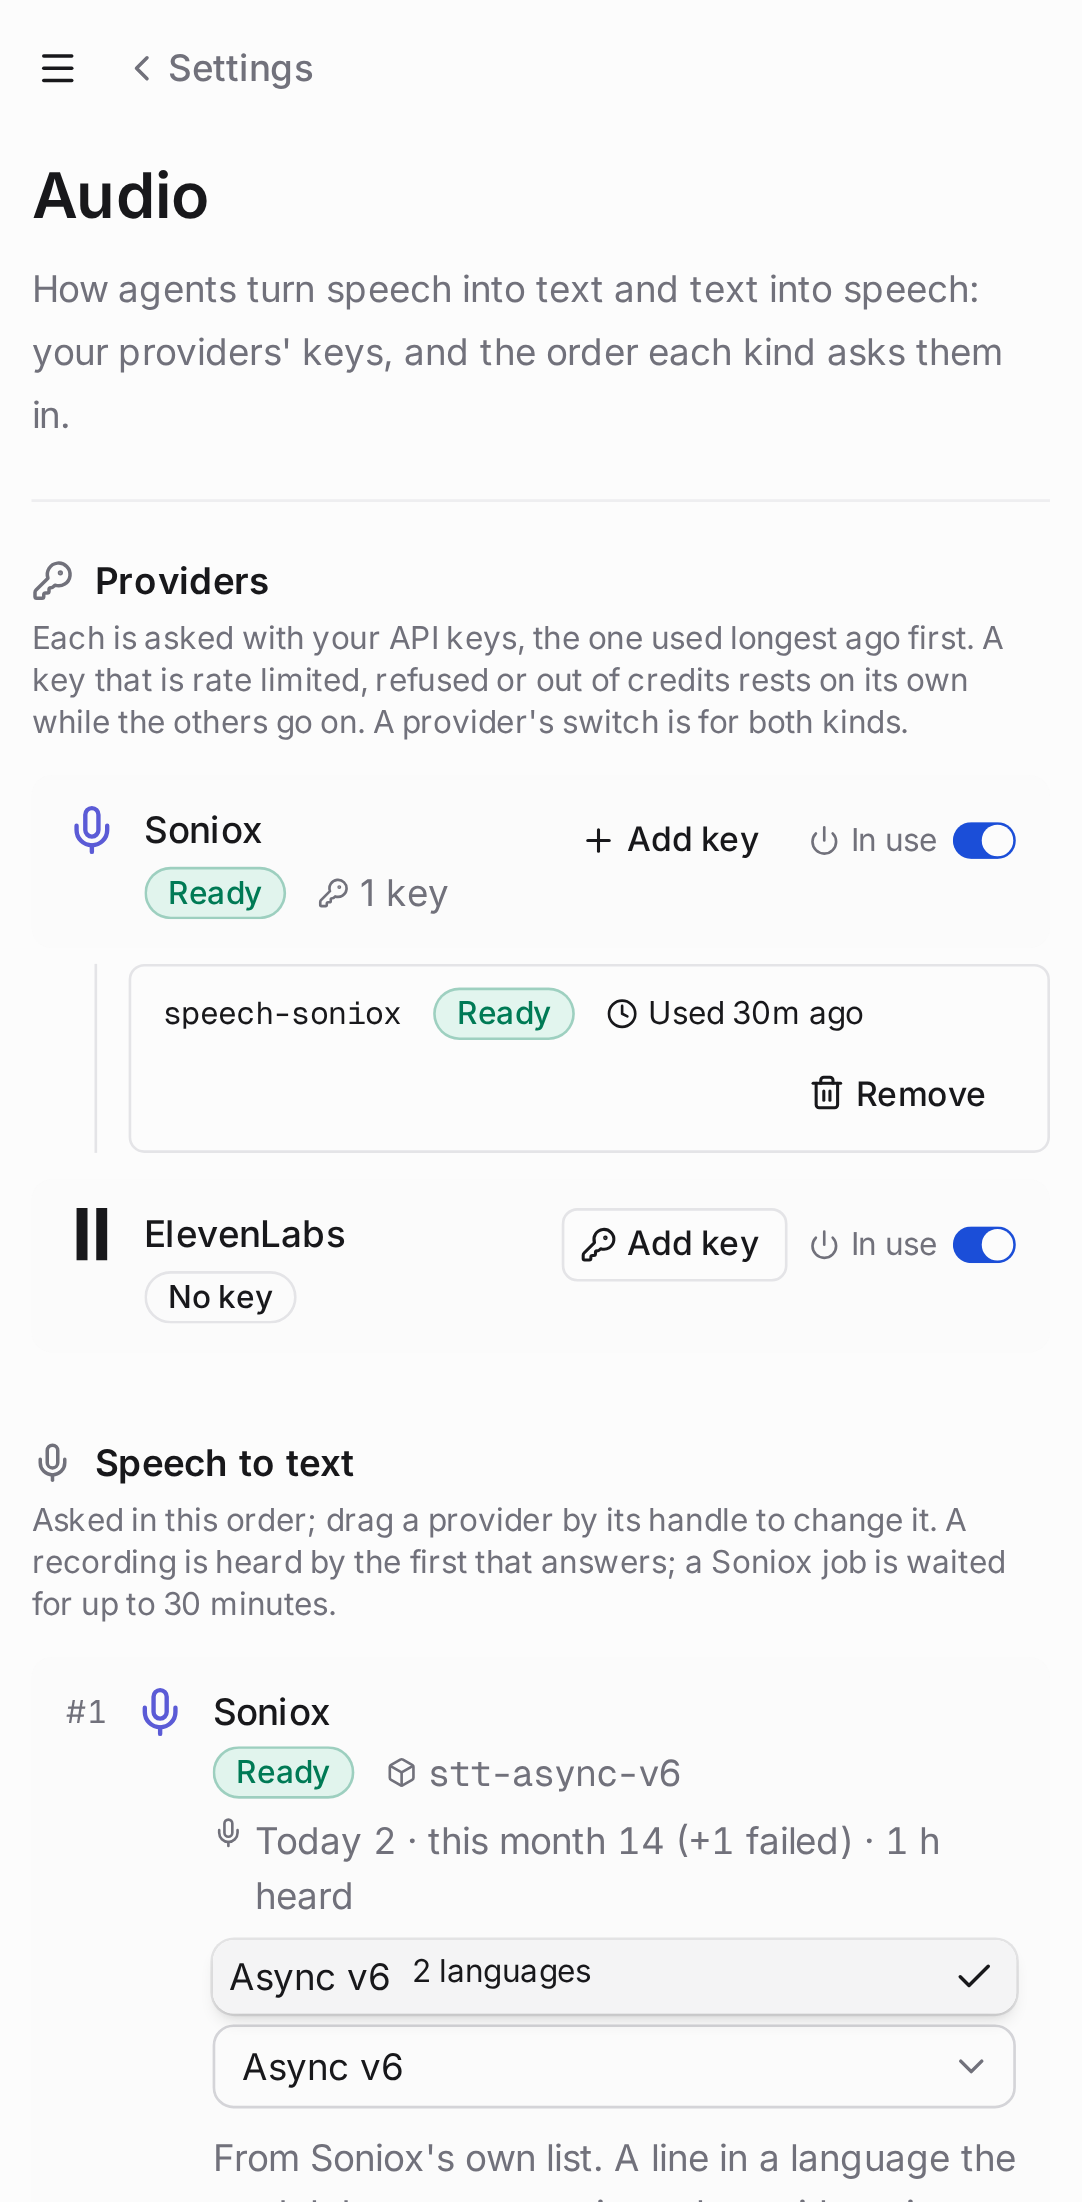 Settings
Audio
How agents turn speech into text and text into speech:
your providers' keys, and the order each kind asks them
in.
Providers
Each is asked with your API keys, the one used longest ago first. A
key that is rate limited, refused or out of credits rests on its own
while the others go on. A provider's switch is for both kinds.
Soniox
Add key
In use
Ready
1 key
speech-soniox
Ready
Used 30m ago
Remove
ElevenLabs
Add key
In use
No key
Speech to text
Asked in this order; drag a provider by its handle to change it. A
recording is heard by the first that answers; a Soniox job is waited
for up to 30 minutes.
#1
Soniox
Ready
stt-async-v6
Today 2 · this month 14 (+1 failed) · 1 h
heard
Async v6 2 languages
Async v6
From Soniox's own list. A line in a language the